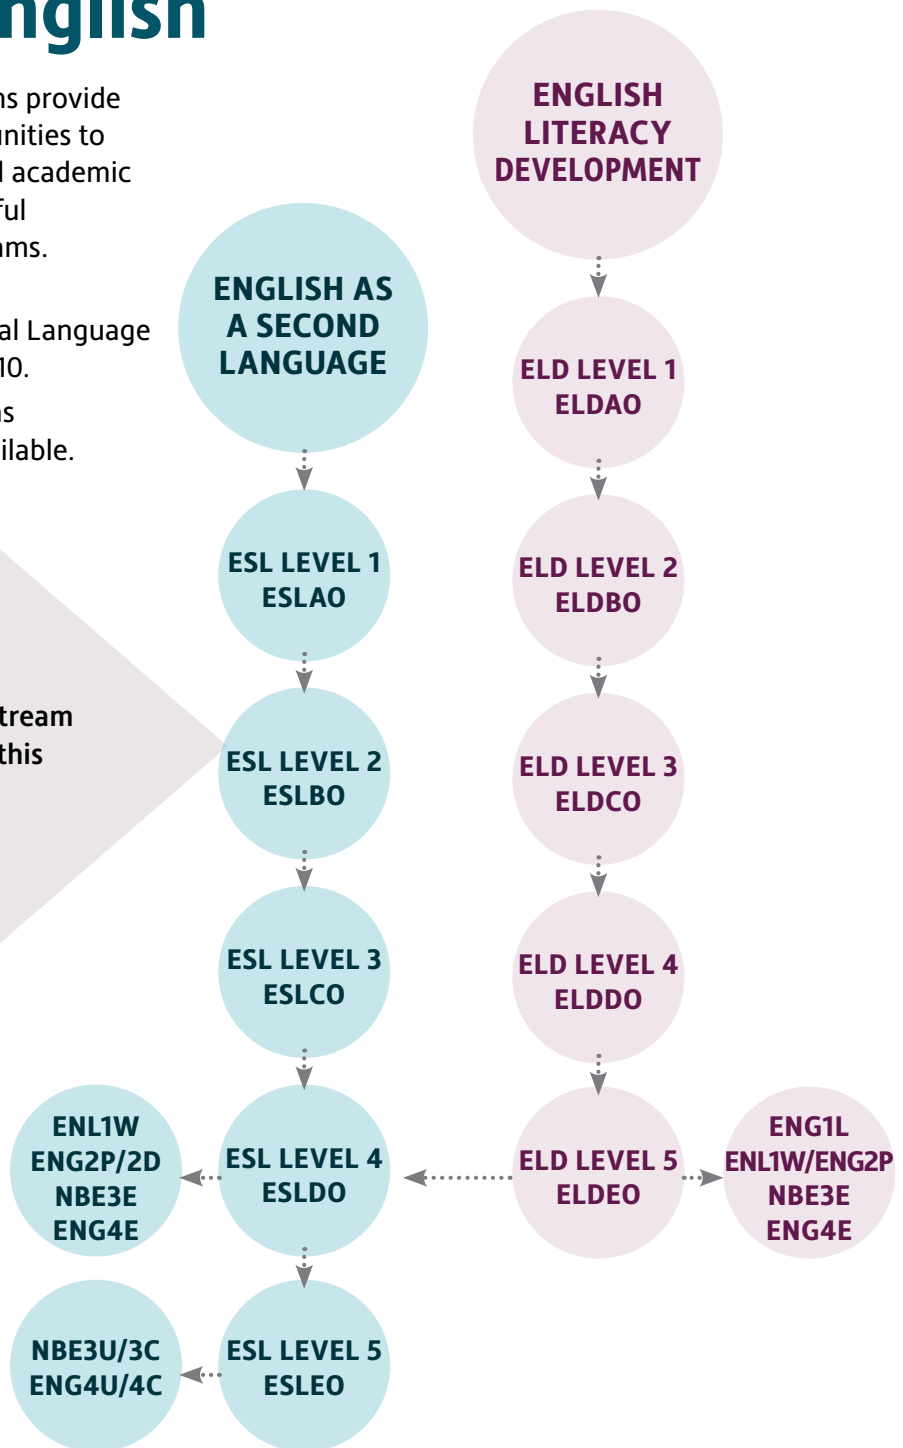 nglish
ns provide
unities to
l academic
ful
ams.
al Language
10.
as
ilable.
tream
this
ENGLISH
LITERACY
DEVELOPMENT
ENGLISH AS
A SECOND
LANGUAGE
ELD LEVEL 1
ELDAO
ESL LEVEL 1
ESLAO
ELD LEVEL 2
ELDBO
ESL LEVEL 2
ESLBO
ELD LEVEL 3
ELDCO
ESL LEVEL 3
ESLCO
ELD LEVEL 4
ELDDO
ENL1W
ENG2P/2D
NBE3E
ENG4E
ESL LEVEL 4
ESLDO
ELD LEVEL 5
ELDEO
ENG1L
ENL1W/ENG2P
NBE3E
ENG4E
NBE3U/3C
ENG4U/4C
ESL LEVEL 5
ESLEO